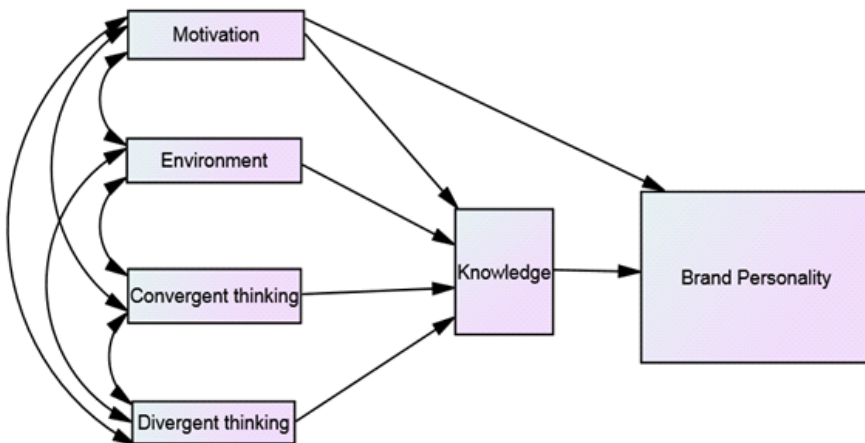 Motivation
Environment
Convergent thinking
Divergent thinking
Knowledge
Brand Personality